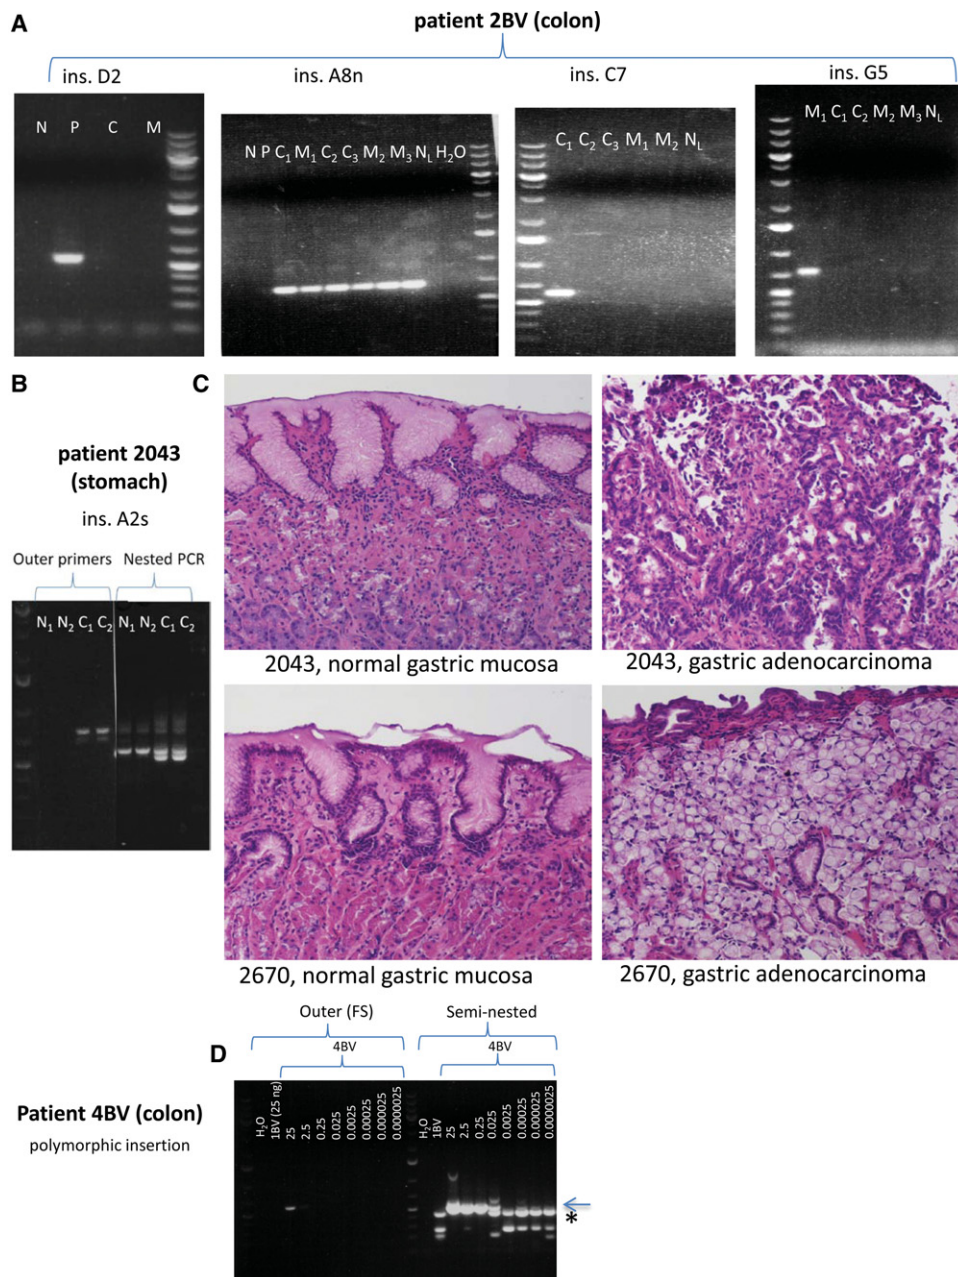 A
patient 2BV (colon)
ins. D2
ins. A8n
ins. C7
ins. G5
N P C M
N P C₁ M₁ C₂ C₃ M₂ M₃ N_L H₂O
C₁ C₂ C₃ M₁ M₂ N_L
M₁ C₁ C₂ M₂ M₃ N_L
B
patient 2043
(stomach)
ins. A2s
Outer primers
Nested PCR
N₁ N₂ C₁ C₂ N₁ N₂ C₁ C₂
C
2043, normal gastric mucosa
2043, gastric adenocarcinoma
2670, normal gastric mucosa
2670, gastric adenocarcinoma
D
Outer (FS)
Semi-nested
4BV
4BV
H₂O
1BV (25 ng)
25
2.5
0.25
0.025
0.0025
0.00025
0.000025
0.0000025
H₂O
1BV
25
2.5
0.25
0.025
0.0025
0.00025
0.000025
0.0000025
*
Patient 4BV (colon)
polymorphic insertion